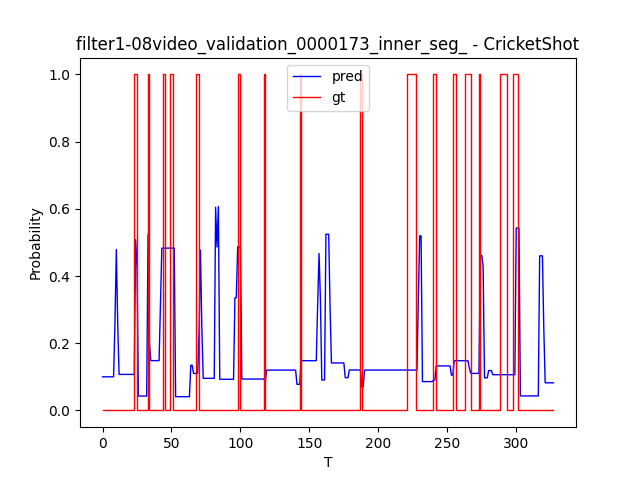 filter1-08video_validation_0000173_inner_seg_ - CricketShot
pred
gt
1.0
0.8
0.6
0.4
0.2
0.0
Probability
0 50 100 150 200 250 300
T